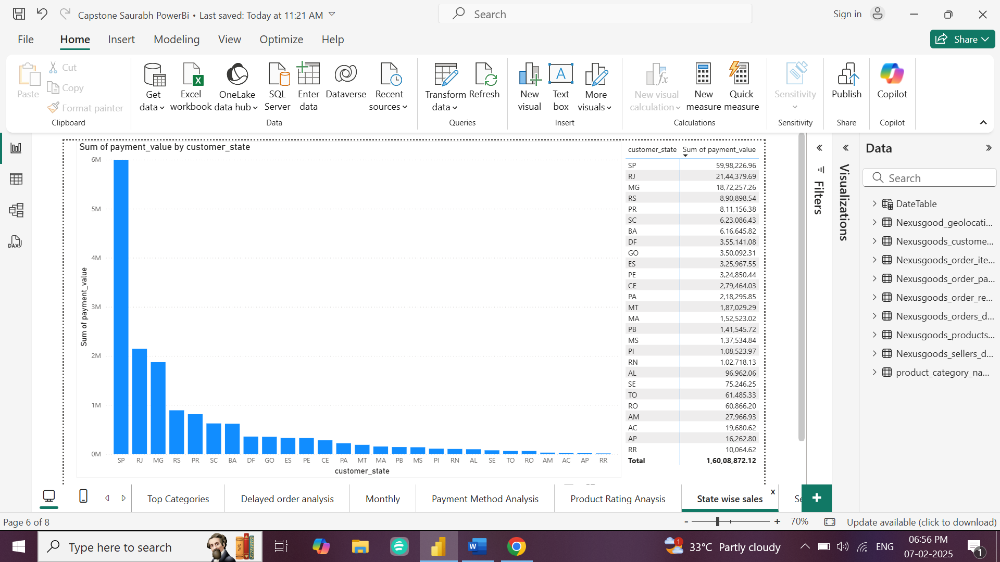 Capstone Saurabh PowerBi • Last saved: Today at 11:21 AM
Search
Sign in
File
Home
Insert
Modeling
View
Optimize
Help
Share
Paste
Cut
Copy
Format painter
Clipboard
Get data
Excel workbook
OneLake data hub
SQL Server
Enter data
Dataverse
Recent sources
Data
Transform data
Refresh
Queries
New visual
Text box
More visuals
Insert
New visual calculation
New measure
Quick measure
Calculations
Sensitivity
Sensitivity
Publish
Share
Copilot
Copilot
DAX
Sum of payment_value by customer_state
Sum of payment_value
6M
5M
4M
3M
2M
1M
0M
SP RJ MG RS PR SC BA DF GO ES PE CE PA MT MA PB MS PI RN AL SE TO RO AM AC AP RR
customer_state
customer_state Sum of payment_value
SP 59,98,226.96
RJ 21,44,379.69
MG 18,72,257.26
RS 8,90,898.54
PR 8,11,156.38
SC 6,23,086.43
BA 6,16,645.82
DF 3,55,141.08
GO 3,50,092.31
ES 3,25,967.55
PE 3,24,850.44
CE 2,79,464.03
PA 2,18,295.85
MT 1,87,029.29
MA 1,52,523.02
PB 1,41,545.72
MS 1,37,534.84
PI 1,08,523.97
RN 1,02,718.13
AL 96,962.06
SE 75,246.25
TO 61,485.33
RO 60,866.20
AM 27,966.93
AC 19,680.62
AP 16,262.80
RR 10,064.62
Total 1,60,08,872.12
Filters
Visualizations
Data
Search
DateTable
Nexusgood_geolocati...
Nexusgoods_custome...
Nexusgoods_order_ite...
Nexusgoods_order_pa...
Nexusgoods_order_re...
Nexusgoods_orders_d...
Nexusgoods_products...
Nexusgoods_sellers_d...
product_category_na...
Top Categories
Delayed order analysis
Monthly
Payment Method Analysis
Product Rating Anaysis
State wise sales
x
Se
+
Page 6 of 8
- + 70%
Update available (click to download)
Type here to search
1
33°C Partly cloudy
ENG
06:56 PM
07-02-2025
1